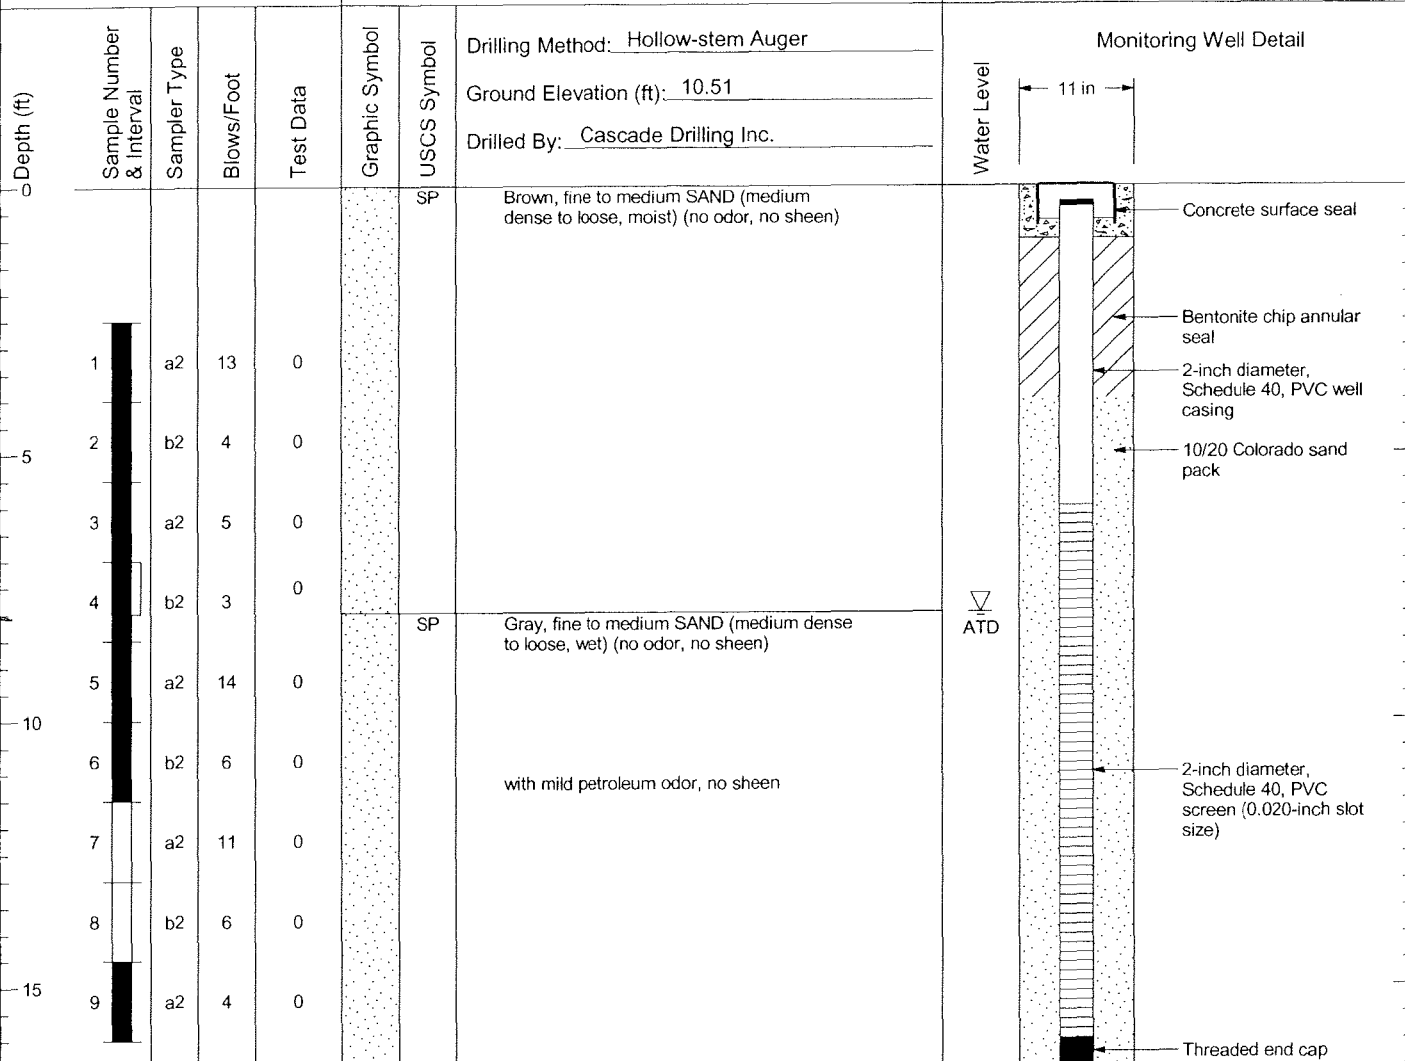 Depth (ft)
Sample Number
& Interval
Sampler Type
Blows/Foot
Test Data
Graphic Symbol
USCS Symbol
Drilling Method: Hollow-stem Auger
Ground Elevation (ft): 10.51
Drilled By: Cascade Drilling Inc.
Water Level
Monitoring Well Detail
11 in
0
SP
Brown, fine to medium SAND (medium
dense to loose, moist) (no odor, no sheen)
Concrete surface seal
Bentonite chip annular
seal
1 a2 13 0
2-inch diameter,
Schedule 40, PVC well
casing
2 b2 4 0
5
10/20 Colorado sand
pack
3 a2 5 0
4 b2 3 0
SP
Gray, fine to medium SAND (medium dense
to loose, wet) (no odor, no sheen)
ATD
5 a2 14 0
10
6 b2 6 0
with mild petroleum odor, no sheen
2-inch diameter,
Schedule 40, PVC
screen (0.020-inch slot
size)
7 a2 11 0
8 b2 6 0
15
9 a2 4 0
Threaded end cap